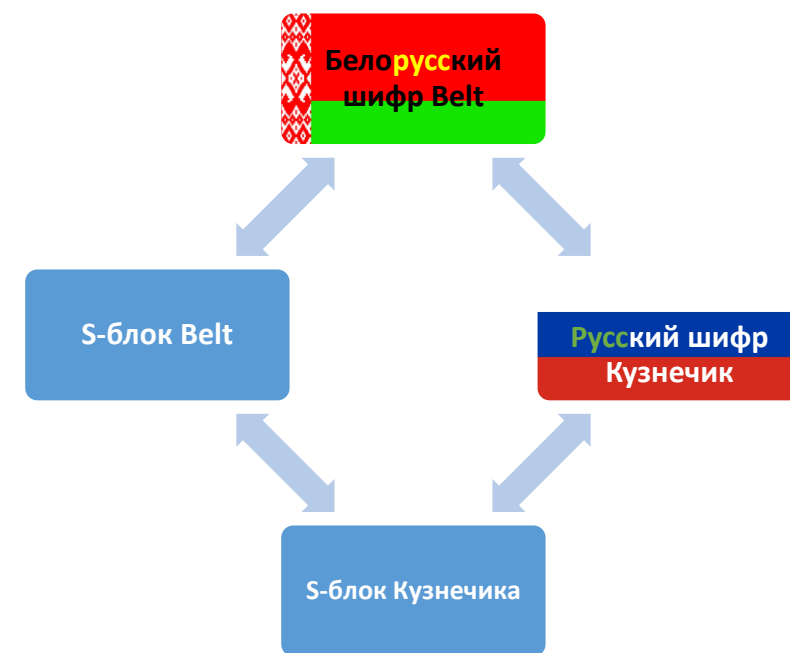 Белорусский
шифр Belt
S-блок Belt
Русский шифр
Кузнечик
S-блок Кузнечика